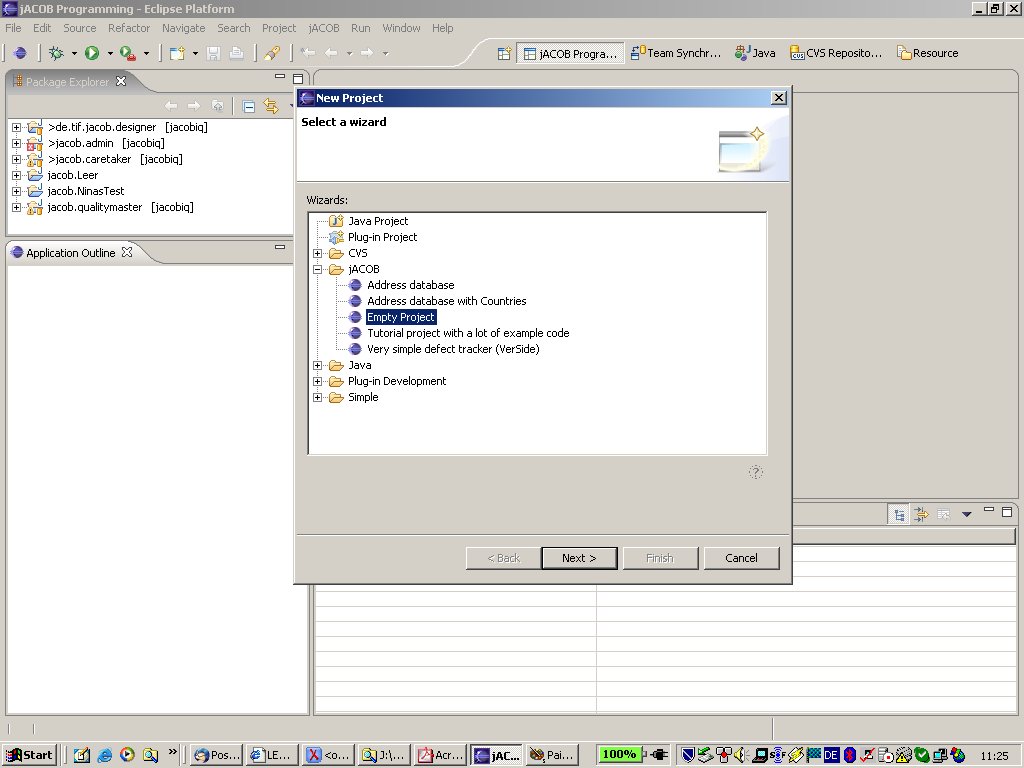 jACOB Programming - Eclipse Platform
File Edit Source Refactor Navigate Search Project jACOB Run Window Help
jACOB Progra... Team Synchr... Java CVS Reposito... Resource
Package Explorer
>de.tif.jacob.designer [jacobiq]
>jacob.admin [jacobiq]
>jacob.caretaker [jacobiq]
jacob.Leer
jacob.NinasTest
jacob.qualitymaster [jacobiq]
Application Outline
New Project
Select a wizard
Wizards:
Java Project
Plug-in Project
CVS
jACOB
Address database
Address database with Countries
Empty Project
Tutorial project with a lot of example code
Very simple defect tracker (VerSide)
Java
Plug-in Development
Simple
< Back Next > Finish Cancel
Start » Pos... LE... <o... J:\... Acr... jAC... Pai... 100% DE 11:25